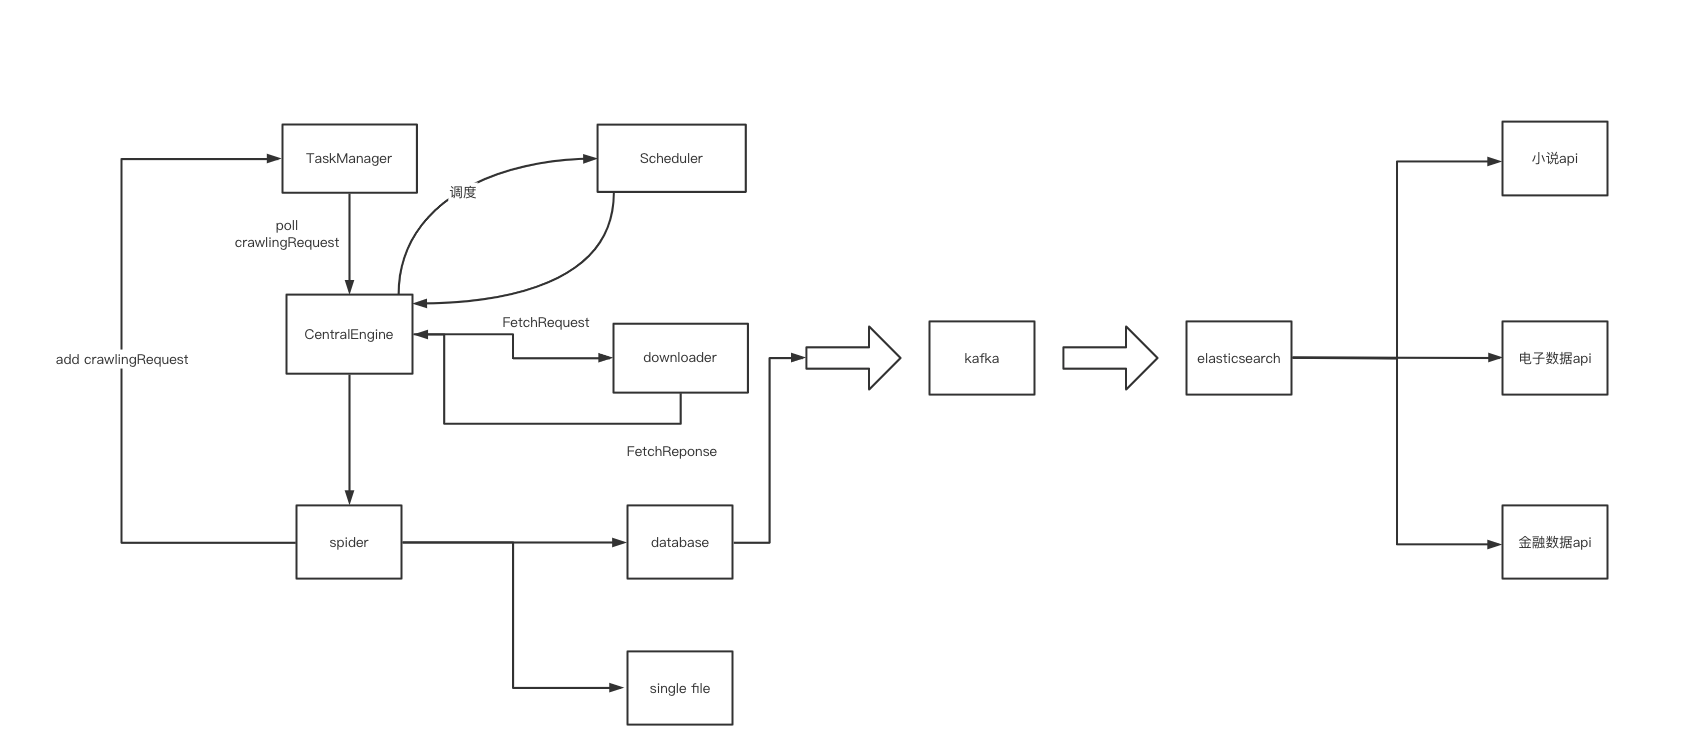 TaskManager
Scheduler
小说api
调度
poll
crawlingRequest
FetchRequest
CentralEngine
downloader
kafka
elasticsearch
电子数据api
add crawlingRequest
FetchReponse
spider
database
金融数据api
single file